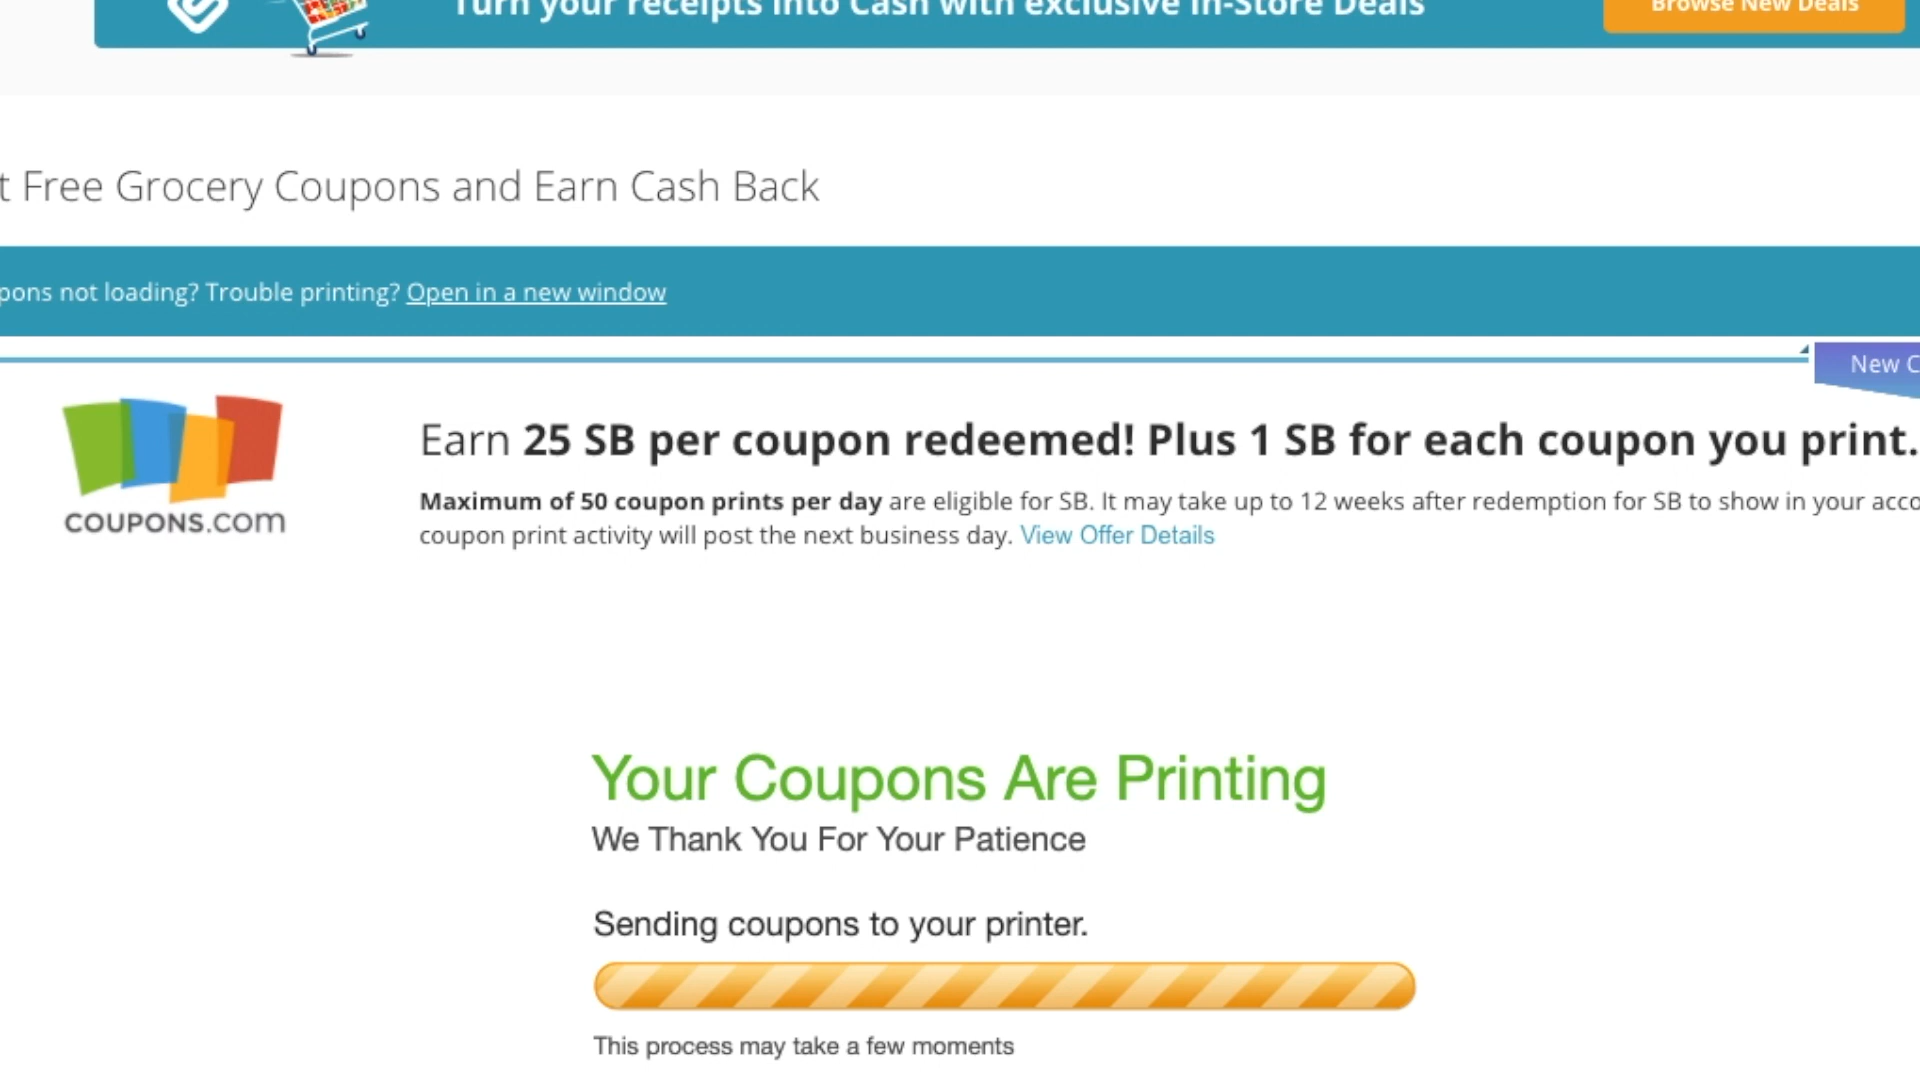 Turn your receipts into Cash with exclusive In-Store Deals
Browse New Deals
t Free Grocery Coupons and Earn Cash Back
pons not loading? Trouble printing? Open in a new window
New C
COUPONS.com
Earn 25 SB per coupon redeemed! Plus 1 SB for each coupon you print.
Maximum of 50 coupon prints per day are eligible for SB. It may take up to 12 weeks after redemption for SB to show in your acco
coupon print activity will post the next business day. View Offer Details
Your Coupons Are Printing
We Thank You For Your Patience
Sending coupons to your printer.
This process may take a few moments